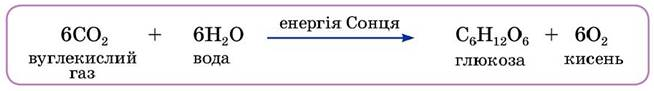 енергія Сонця
6CO₂ + 6H₂O → C₆H₁₂O₆ + 6O₂
вуглекислий газ вода глюкоза кисень